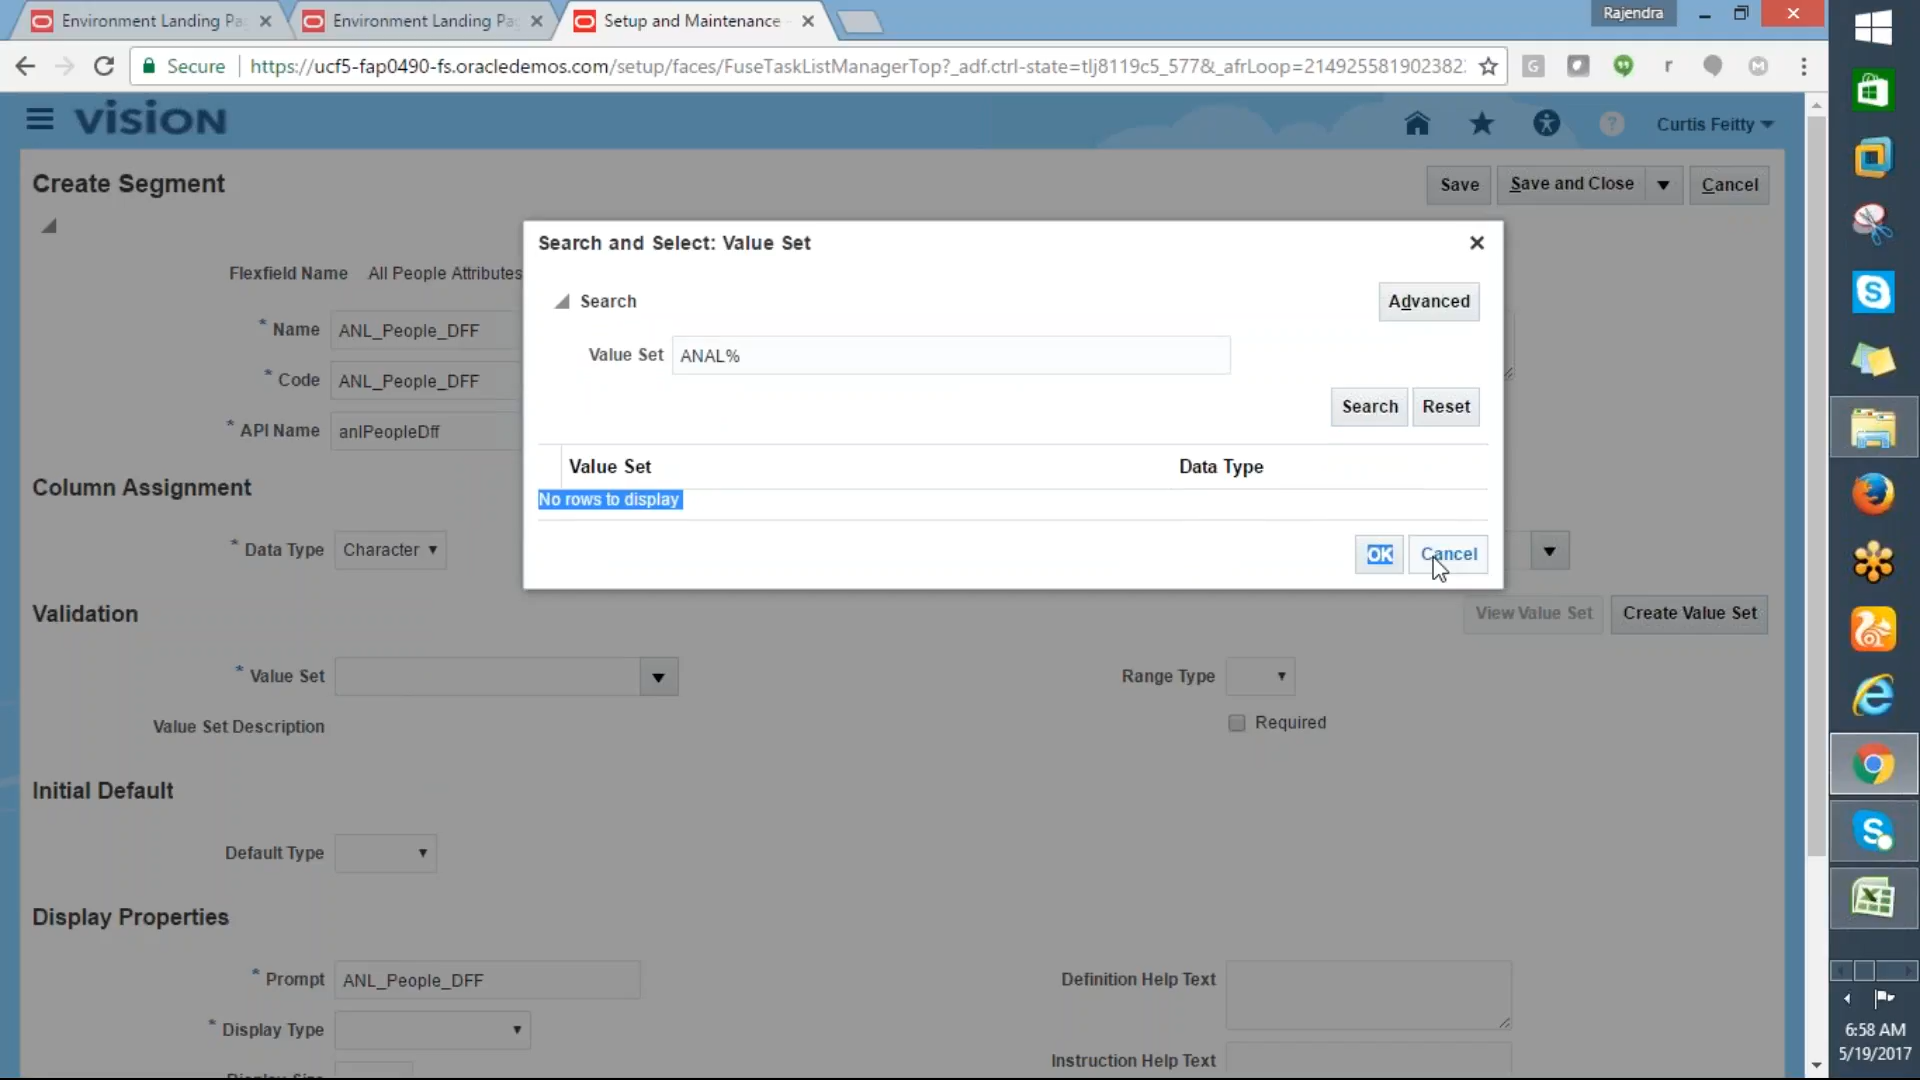 Environment Landing Pa
Environment Landing Pa
Setup and Maintenance
Rajendra
Secure
https://ucf5-fap0490-fs.oracledemos.com/setup/faces/FuseTaskListManagerTop?_adf.ctrl-state=tlj8119c5_577&_afrLoop=214925581902382
VISION
Curtis Feitty
Create Segment
Save
Save and Close
Cancel
Flexfield Name All People Attributes
* Name ANL_People_DFF
* Code ANL_People_DFF
* API Name anlPeopleDff
Search and Select: Value Set
Search
Advanced
Value Set ANAL%
Search
Reset
Value Set
Data Type
No rows to display
OK
Cancel
Column Assignment
* Data Type Character
Validation
View Value Set
Create Value Set
* Value Set
Range Type
Value Set Description
Required
Initial Default
Default Type
Display Properties
* Prompt ANL_People_DFF
Definition Help Text
* Display Type
Instruction Help Text
6:58 AM
5/19/2017